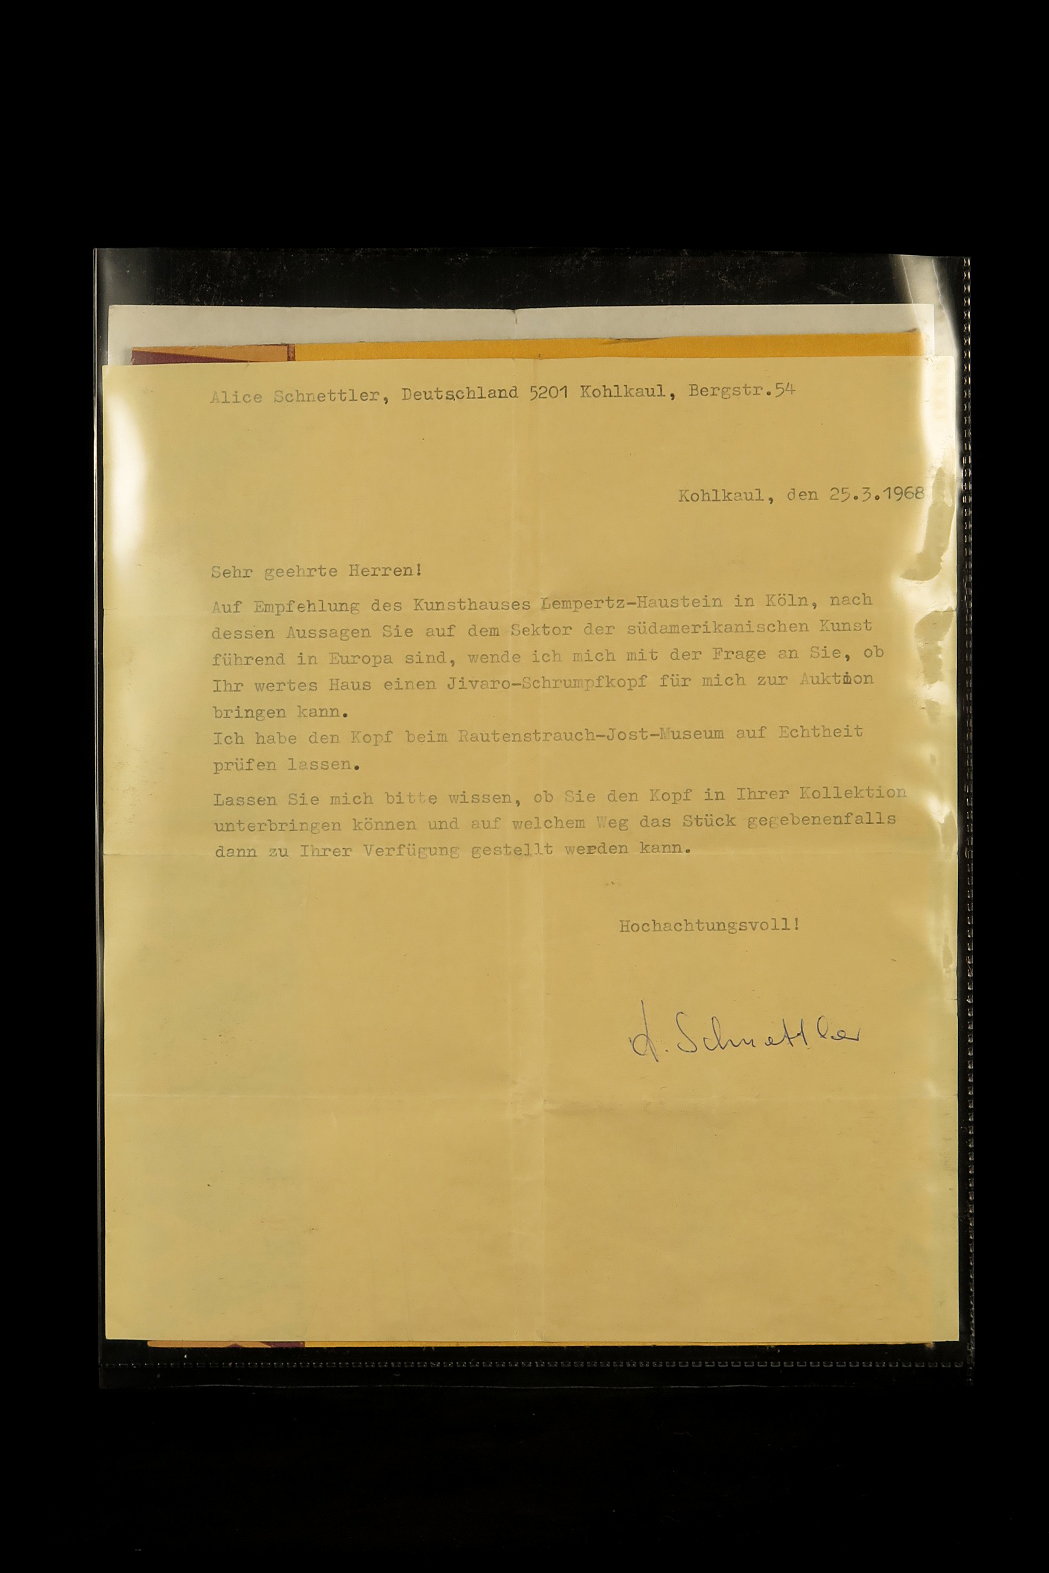 Alice Schnettler, Deutschland 5201 Kohlkaul, Bergstr.54
Kohlkaul, den 25.3.1968
Sehr geehrte Herren!
Auf Empfehlung des Kunsthauses Lempertz-Haustein in Köln, nach
dessen Aussagen Sie auf dem Sektor der südamerikanischen Kunst
führend in Europa sind, wende ich mich mit der Frage an Sie, ob
Ihr wertes Haus einen Jivaro-Schrumpfkopf für mich zur Auktion
bringen kann.
Ich habe den Kopf beim Rautenstrauch-Jost-Museum auf Echtheit
prüfen lassen.
Lassen Sie mich bitte wissen, ob Sie den Kopf in Ihrer Kollektion
unterbringen können und auf welchem Weg das Stück gegebenenfalls
dann zu Ihrer Verfügung gestellt werden kann.
Hochachtungsvoll!
A. Schnettler